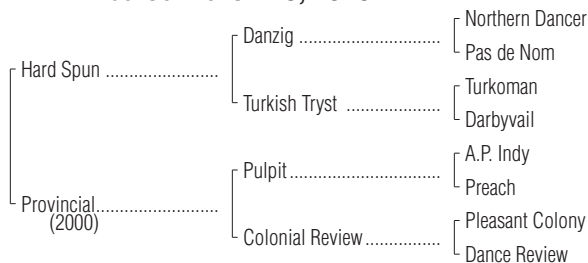 Northern Dancer
Danzig ................................
Pas de Nom
Hard Spun ...............................
Turkoman
Turkish Tryst ..........................
Darbyvail
A.P. Indy
Pulpit...................................
Preach
Provincial..................................
(2000)
Pleasant Colony
Colonial Review.....................
Dance Review